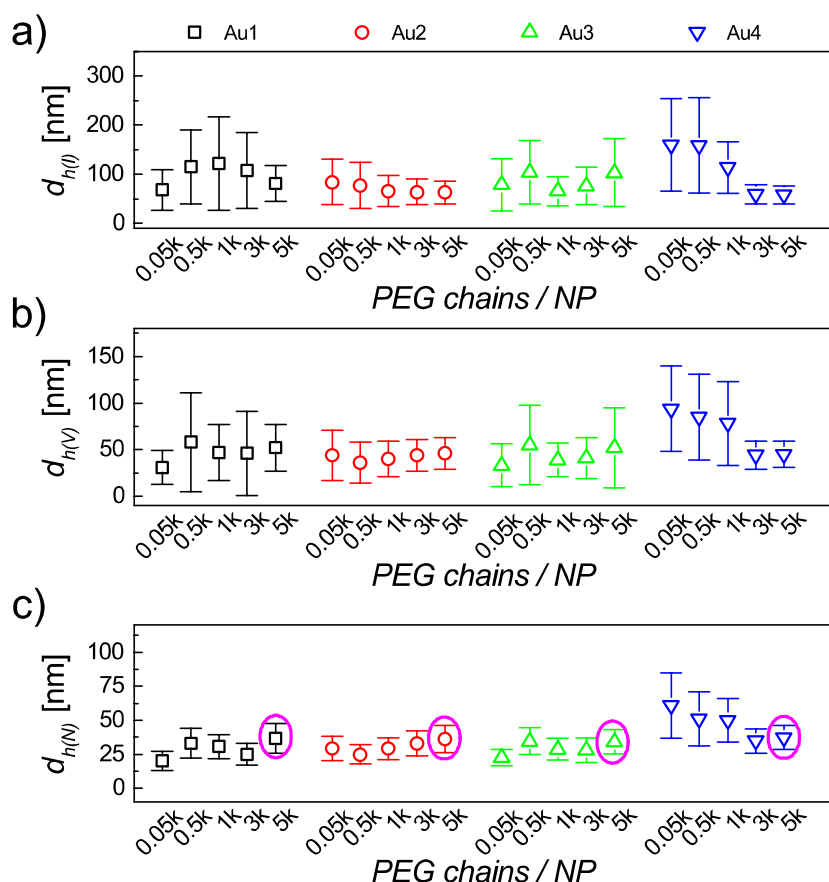 a) Au1 Au2 Au3 Au4
d_h(I) [nm]
300
200
100
0
0.05k 0.5k 1k 3k 5k 0.05k 0.5k 1k 3k 5k 0.05k 0.5k 1k 3k 5k 0.05k 0.5k 1k 3k 5k
PEG chains / NP
b)
d_h(V) [nm]
150
100
50
0
0.05k 0.5k 1k 3k 5k 0.05k 0.5k 1k 3k 5k 0.05k 0.5k 1k 3k 5k 0.05k 0.5k 1k 3k 5k
PEG chains / NP
c)
d_h(N) [nm]
100
75
50
25
0
0.05k 0.5k 1k 3k 5k 0.05k 0.5k 1k 3k 5k 0.05k 0.5k 1k 3k 5k 0.05k 0.5k 1k 3k 5k
PEG chains / NP